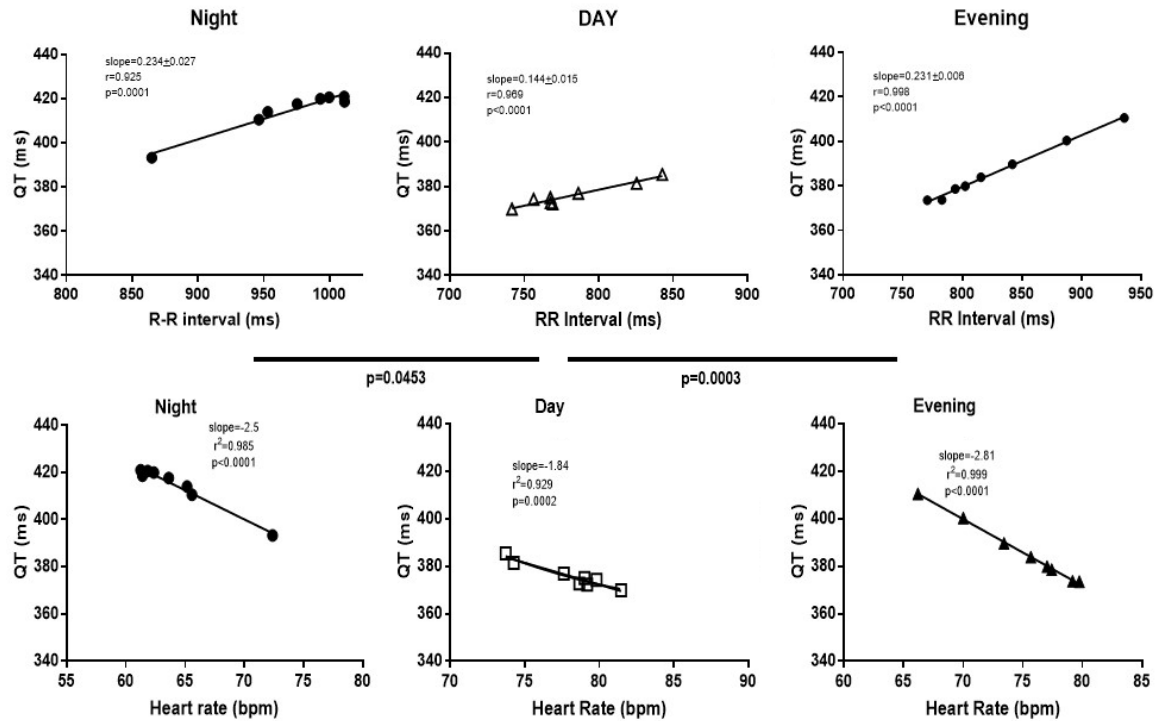 Night
DAY
Evening
440
420
400
380
360
340
QT (ms)
slope=0.234±0.027
r=0.925
p=0.0001
800
850
900
950
1000
R-R interval (ms)
440
420
400
380
360
340
QT (ms)
slope=0.144±0.015
r=0.969
p<0.0001
700
750
800
850
900
RR Interval (ms)
440
420
400
380
360
340
QT (ms)
slope=0.231±0.006
r=0.998
p<0.0001
700
750
800
850
900
950
RR Interval (ms)
p=0.0453
p=0.0003
Night
Day
Evening
440
420
400
380
360
340
QT (ms)
slope=-2.5
r²=0.985
p<0.0001
55
60
65
70
75
80
Heart rate (bpm)
440
420
400
380
360
340
QT (ms)
slope=-1.84
r²=0.929
p=0.0002
70
75
80
85
90
Heart Rate (bpm)
440
420
400
380
360
340
QT (ms)
slope=-2.81
r²=0.999
p<0.0001
60
65
70
75
80
85
Heart Rate (bpm)